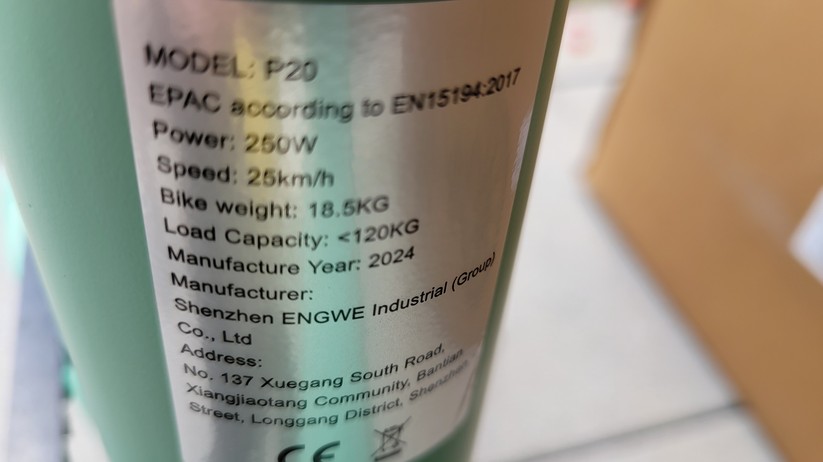 MODEL: P20
EPAC according to EN15194:2017
Power: 250W
Speed: 25km/h
Bike weight: 18.5KG
Load Capacity: <120KG
Manufacture Year: 2024
Manufacturer:
Shenzhen ENGWE Industrial (Group)
Co., Ltd
Address:
No. 137 Xuegang South Road,
Xiangjiaotang Community, Bantian
Street, Longgang District, Shenzhen
CE